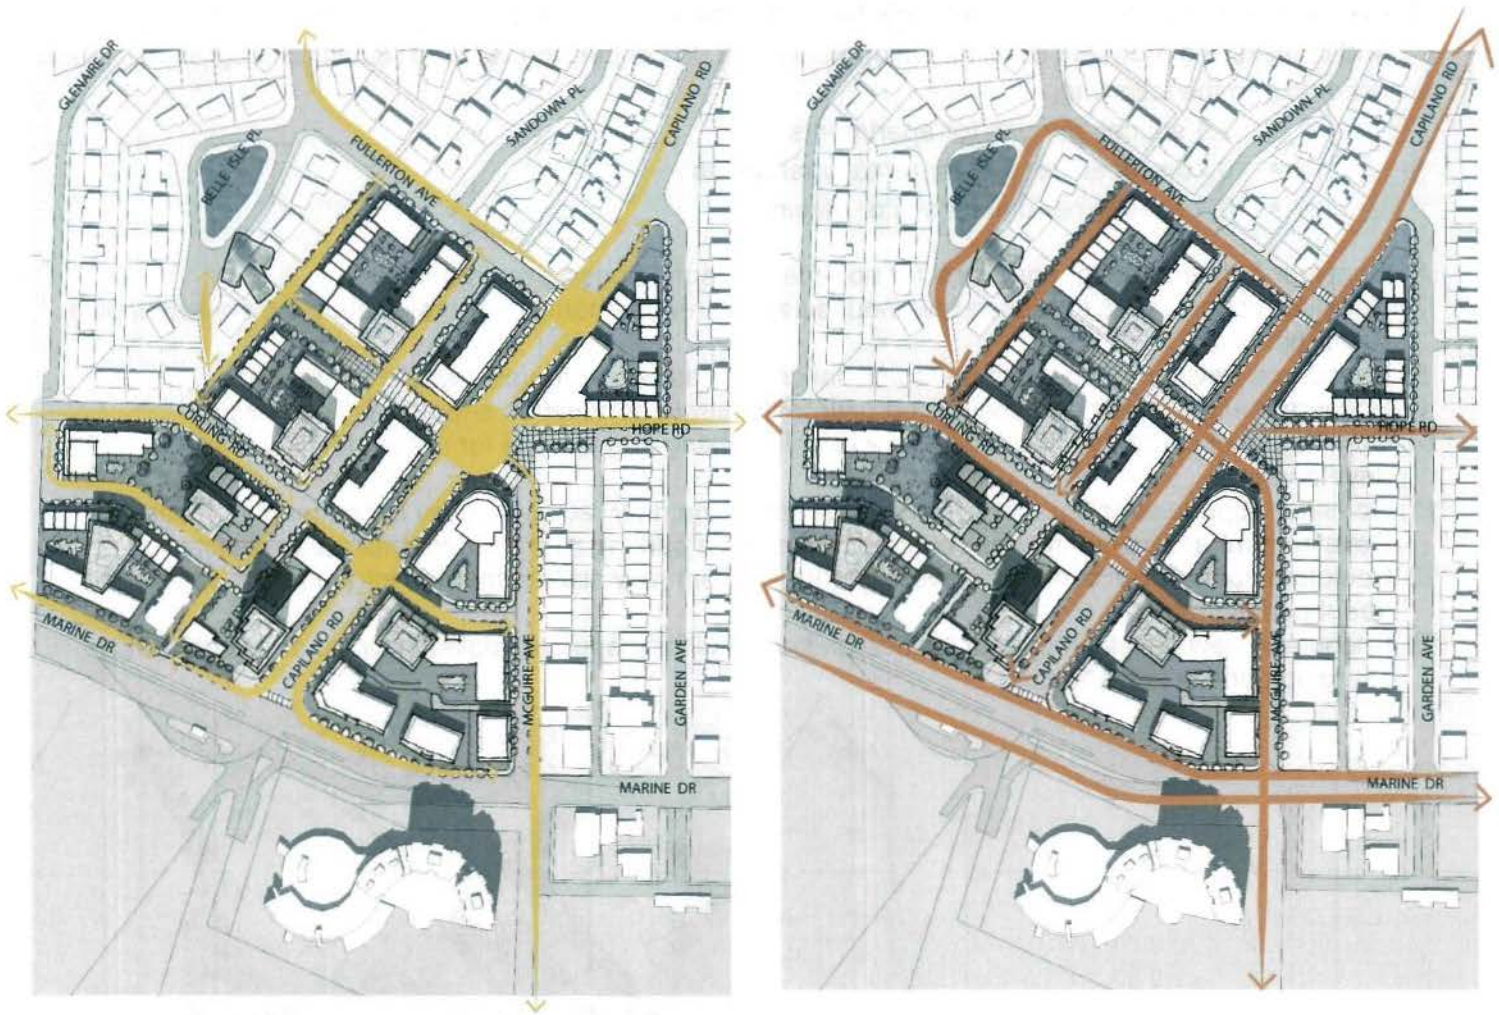 GLENAIRE DR
BELLE ISLE PL
FULLERTON AVE
SANDOWN PL
CAPILANO RD
CURLING RD
HOPE RD
MARINE DR
CAPILANO RD
MCGUIRE AVE
GARDEN AVE
MARINE DR
GLENAIRE DR
BELLE ISLE PL
FULLERTON AVE
SANDOWN PL
CAPILANO RD
CURLING RD
HOPE RD
MARINE DR
CAPILANO RD
MCGUIRE AVE
GARDEN AVE
MARINE DR